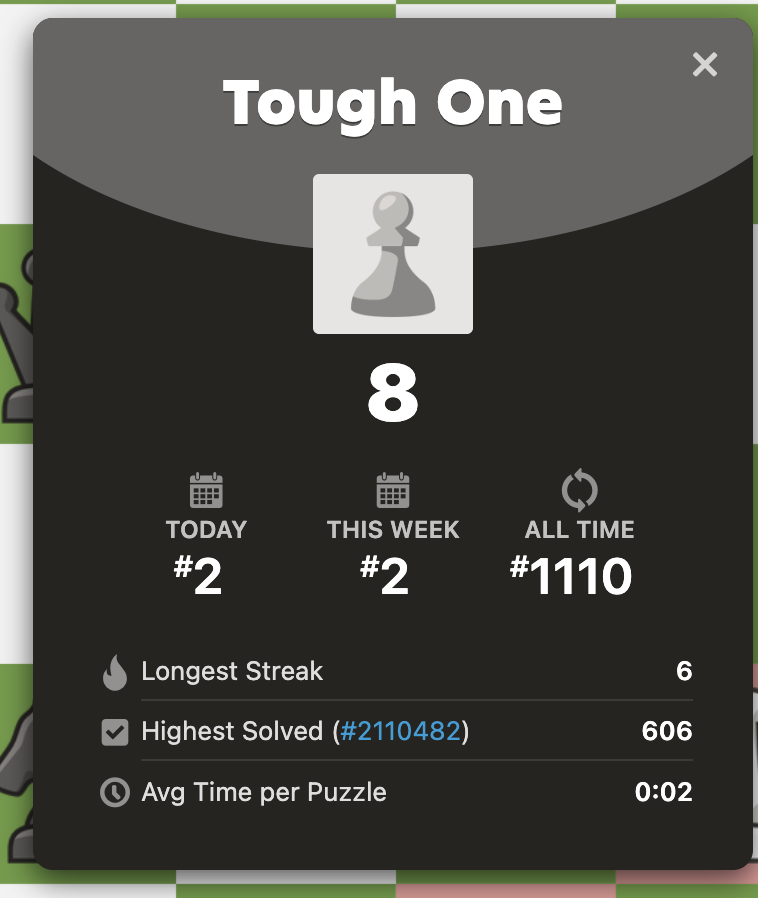 Tough One
8
TODAY THIS WEEK ALL TIME
#2 #2 #1110
Longest Streak 6
Highest Solved (#2110482) 606
Avg Time per Puzzle 0:02